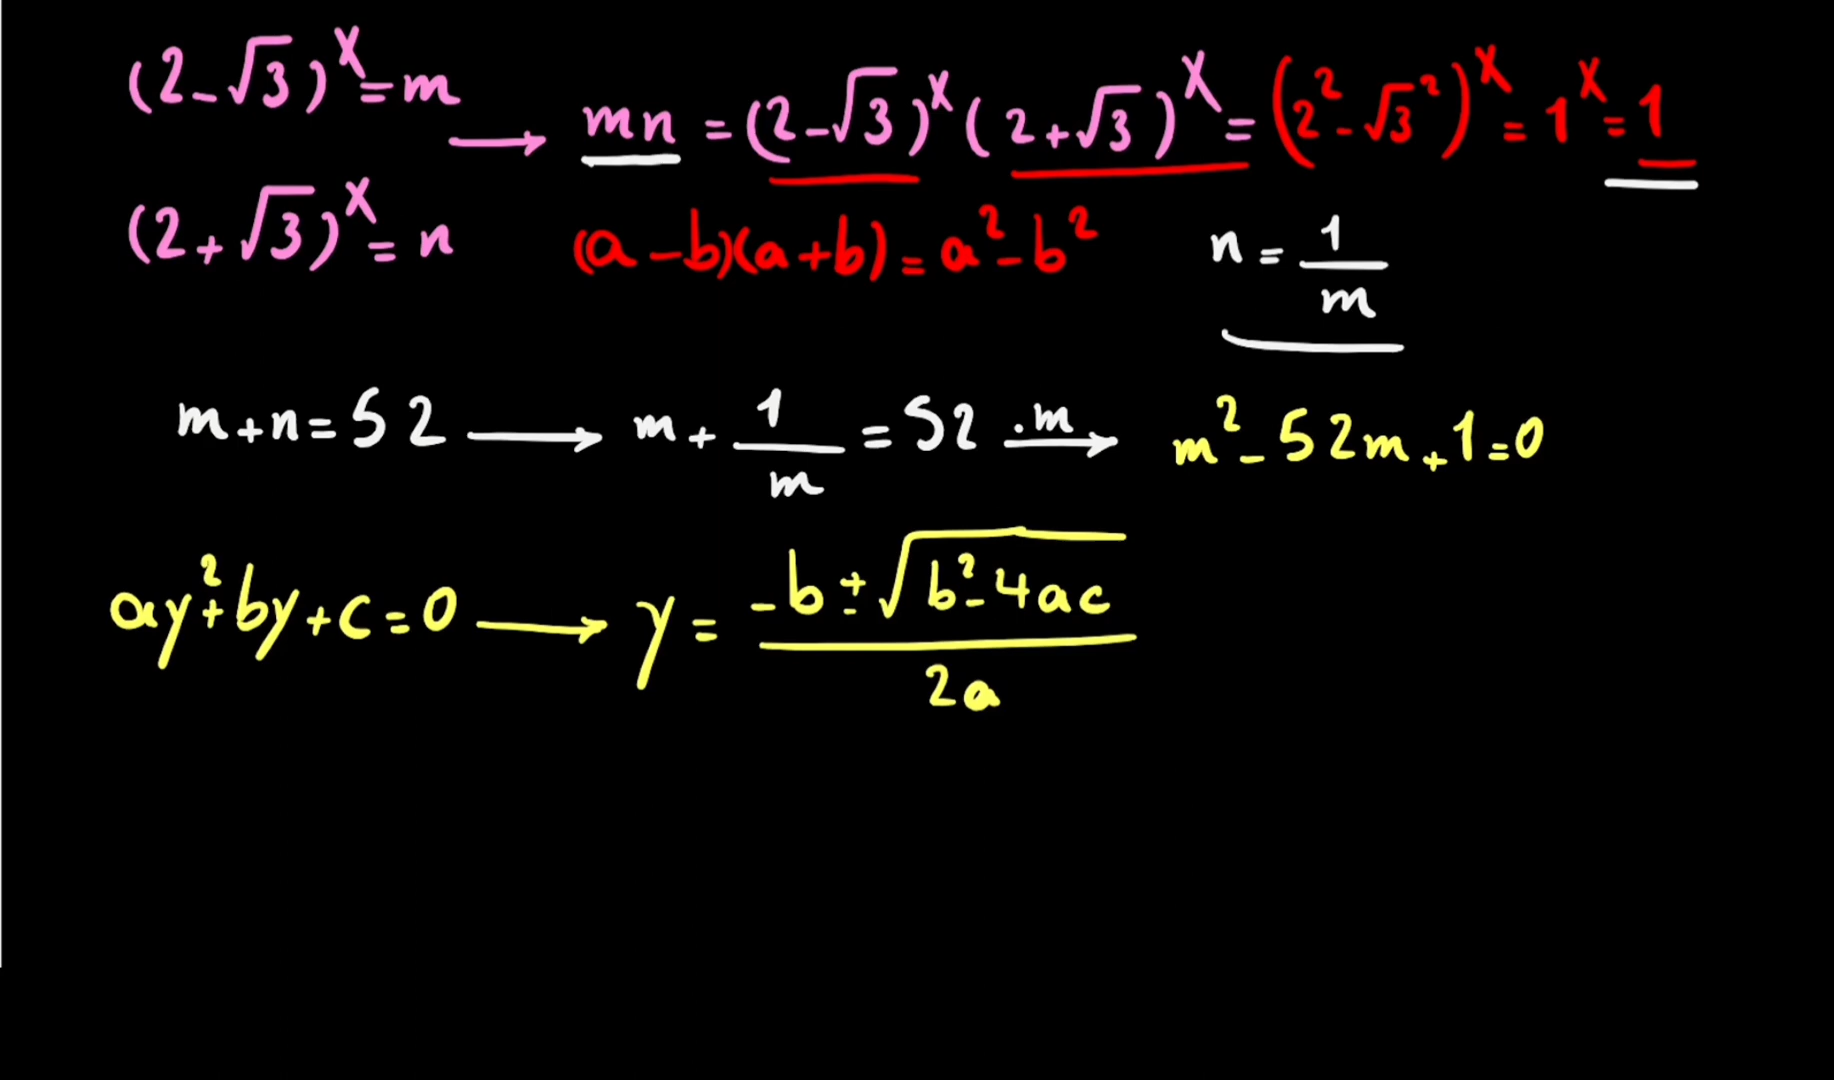 (2-√3)^x = m
→ mn = (2-√3)^x (2+√3)^x = (2²-√3²)^x = 1^x = 1
(2+√3)^x = n
(a-b)(a+b) = a²-b²
n = 1/m
m+n=52 → m+1/m = 52 .m→ m²-52m+1=0
ay²+by+c=0 → y = (-b±√(b²-4ac))/2a